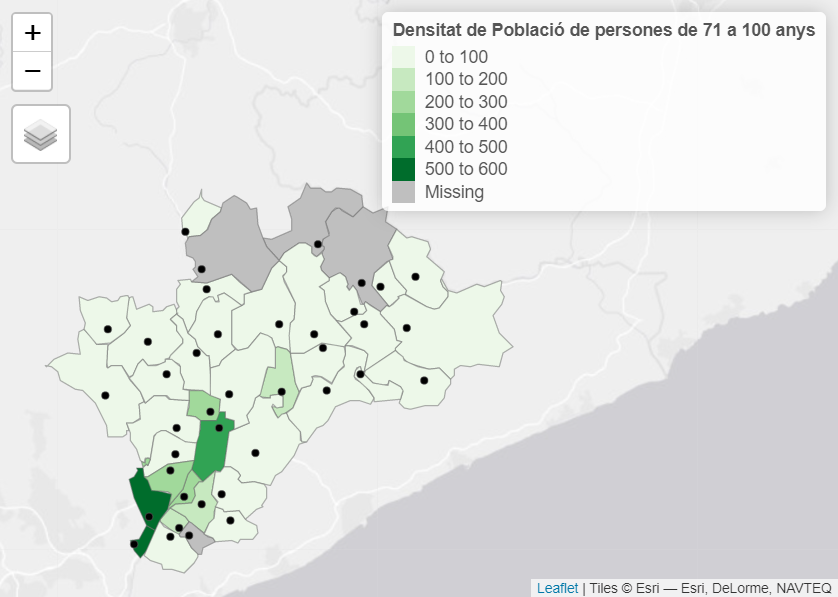 +
−
Densitat de Població de persones de 71 a 100 anys
0 to 100
100 to 200
200 to 300
300 to 400
400 to 500
500 to 600
Missing
Leaflet | Tiles © Esri — Esri, DeLorme, NAVTEQ